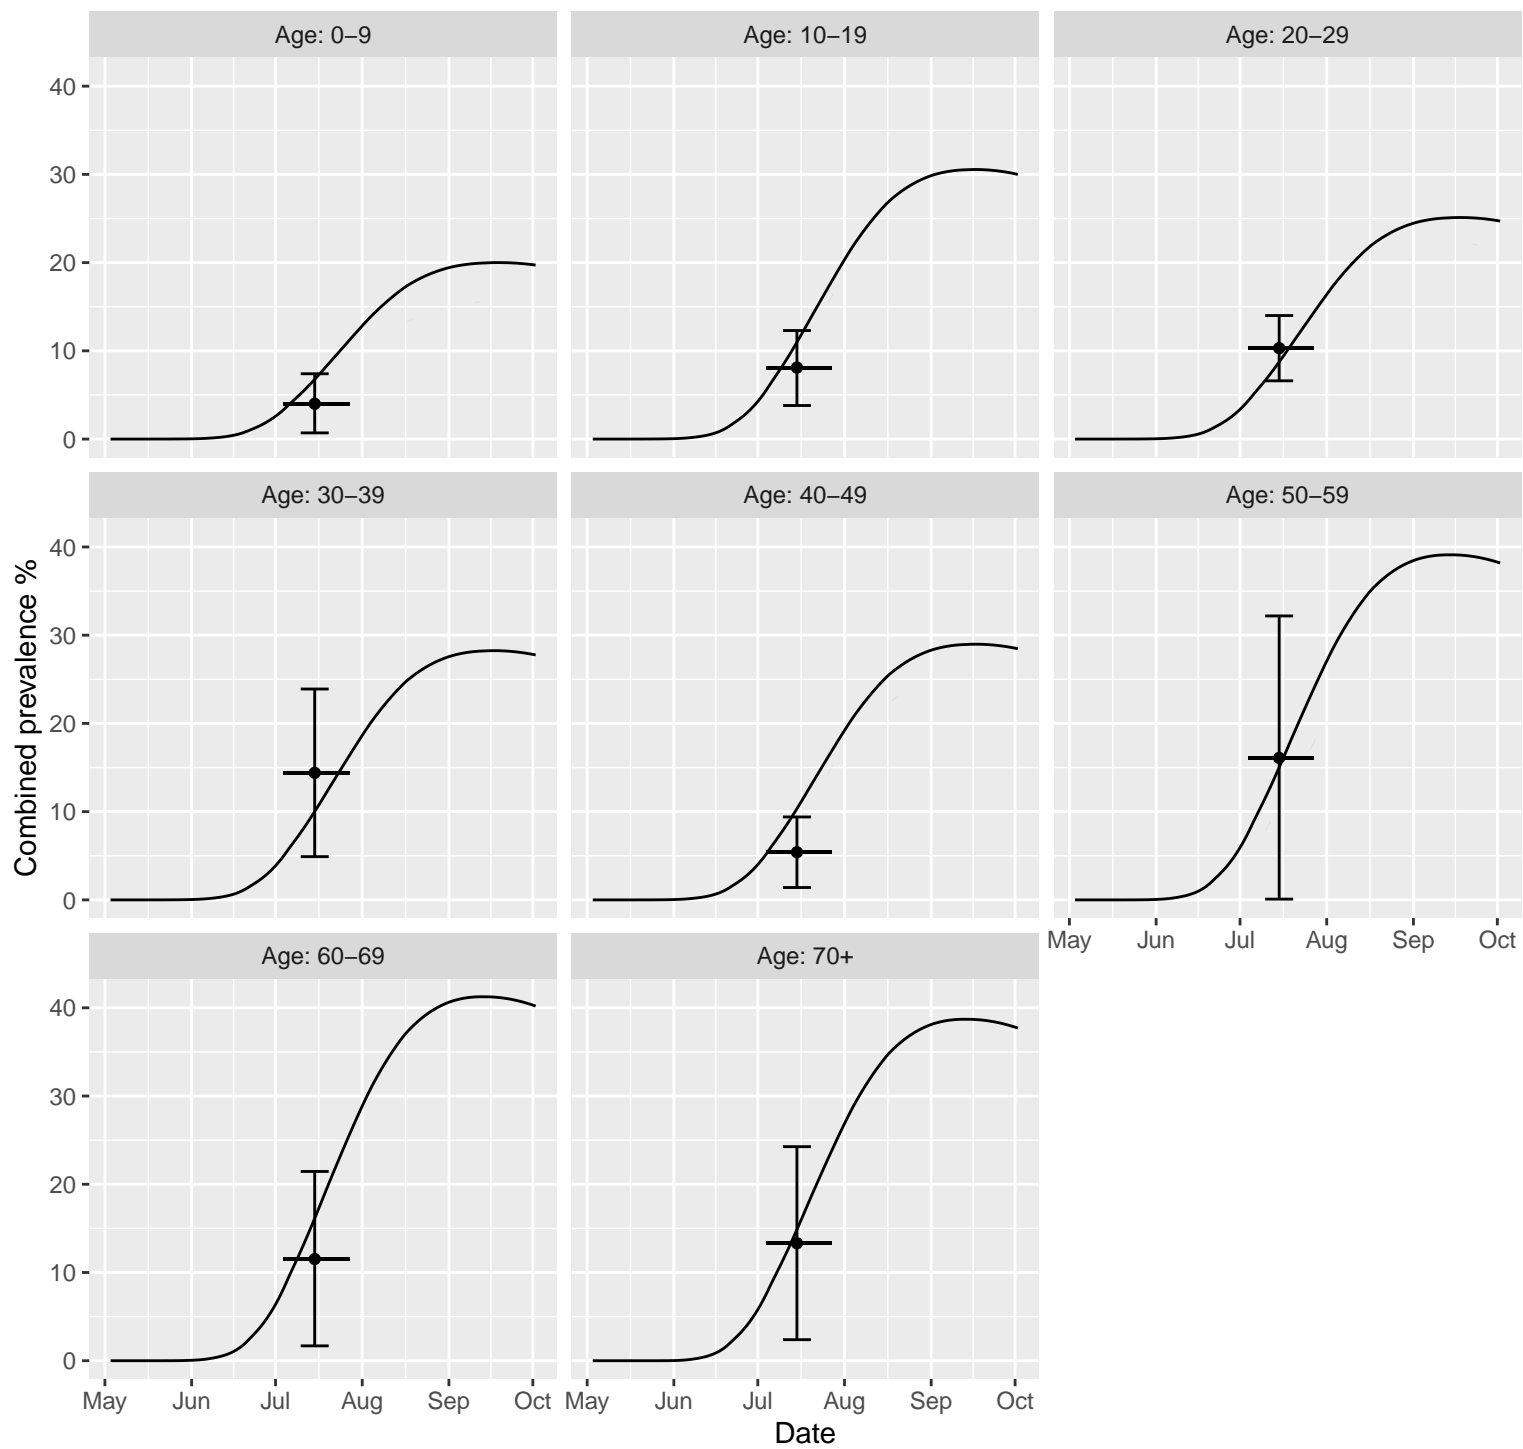 Age: 0–9
Age: 10–19
Age: 20–29
40
30
20
10
0
Age: 30–39
Age: 40–49
Age: 50–59
40
30
20
10
0
Combined prevalence %
May Jun Jul Aug Sep Oct
Age: 60–69
Age: 70+
40
30
20
10
0
May Jun Jul Aug Sep Oct
May Jun Jul Aug Sep Oct
Date